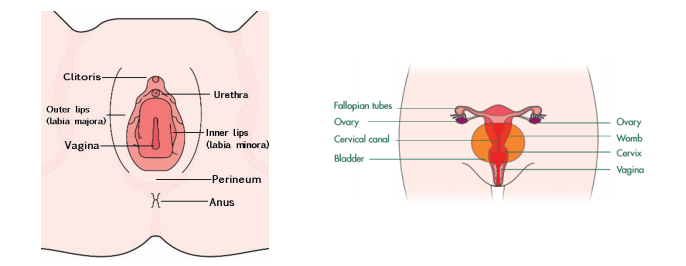 Clitoris
Urethra
Outer lips
(labia majora)
Inner lips
(labia minora)
Vagina
Perineum
Anus
Fallopian tubes
Ovary
Cervical canal
Bladder
Ovary
Womb
Cervix
Vagina